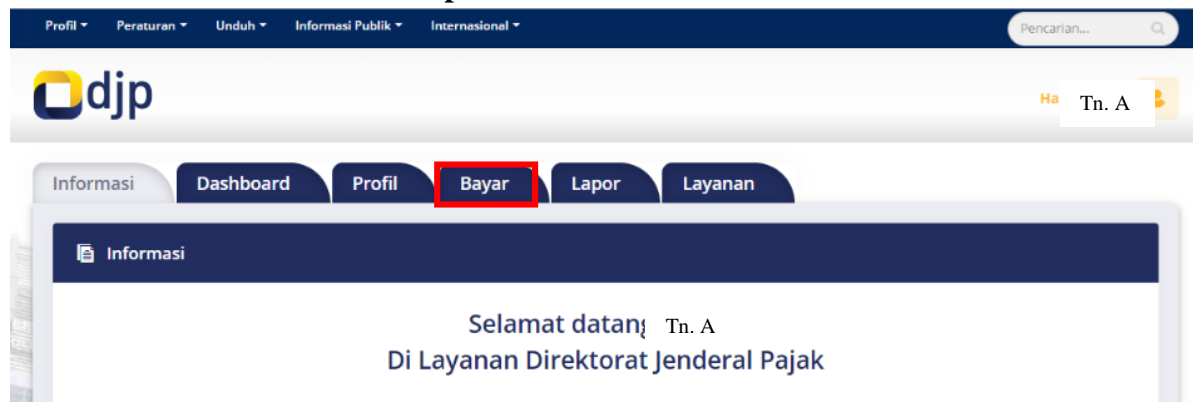 Profil Peraturan Unduh Informasi Publik Internasional Pencarian...
djp
Ha Tn. A
Informasi Dashboard Profil Bayar Lapor Layanan
Informasi
Selamat datang Tn. A
Di Layanan Direktorat Jenderal Pajak